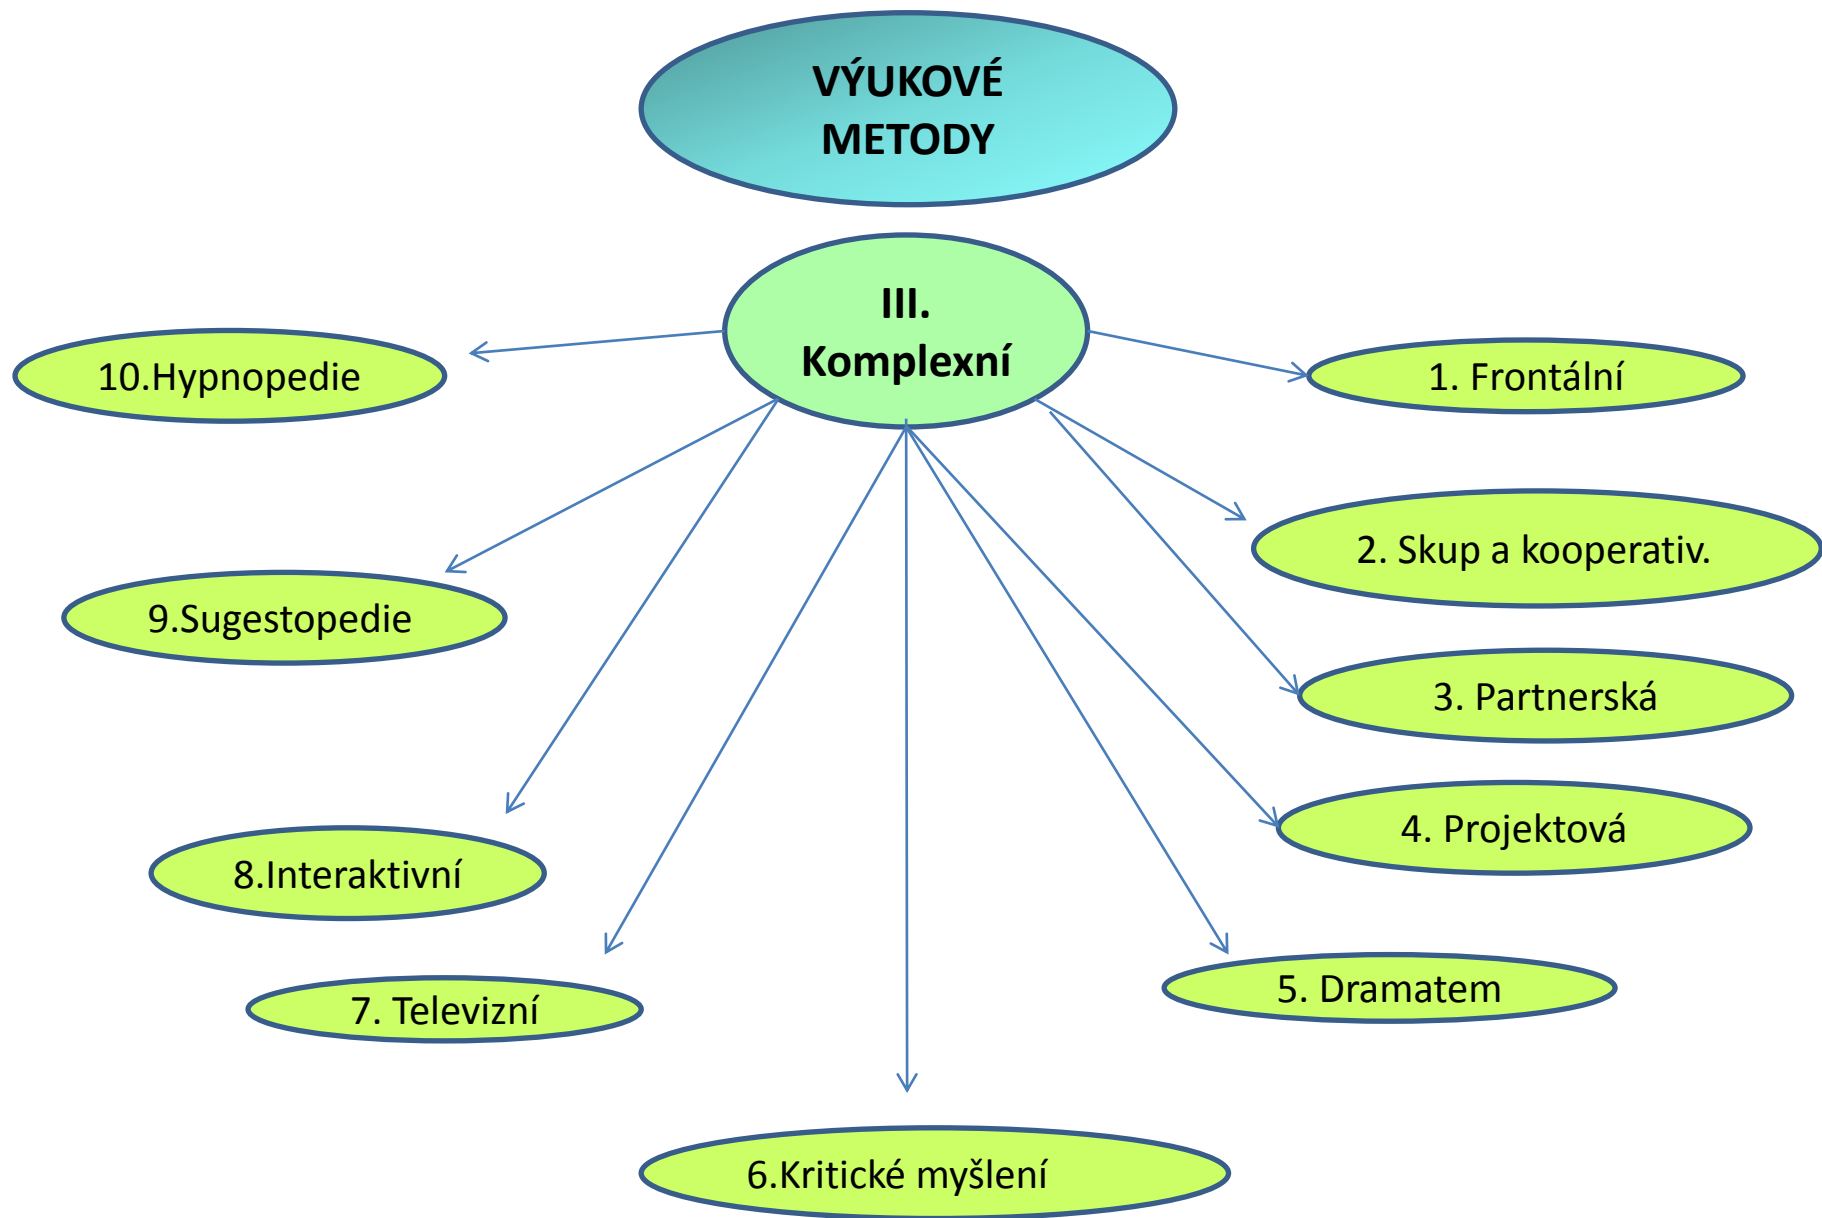 VÝUKOVÉ
METODY
III.
Komplexní
1. Frontální
2. Skup a kooperativ.
3. Partnerská
4. Projektová
5. Dramatem
6.Kritické myšlení
7. Televizní
8.Interaktivní
9.Sugestopedie
10.Hypnopedie